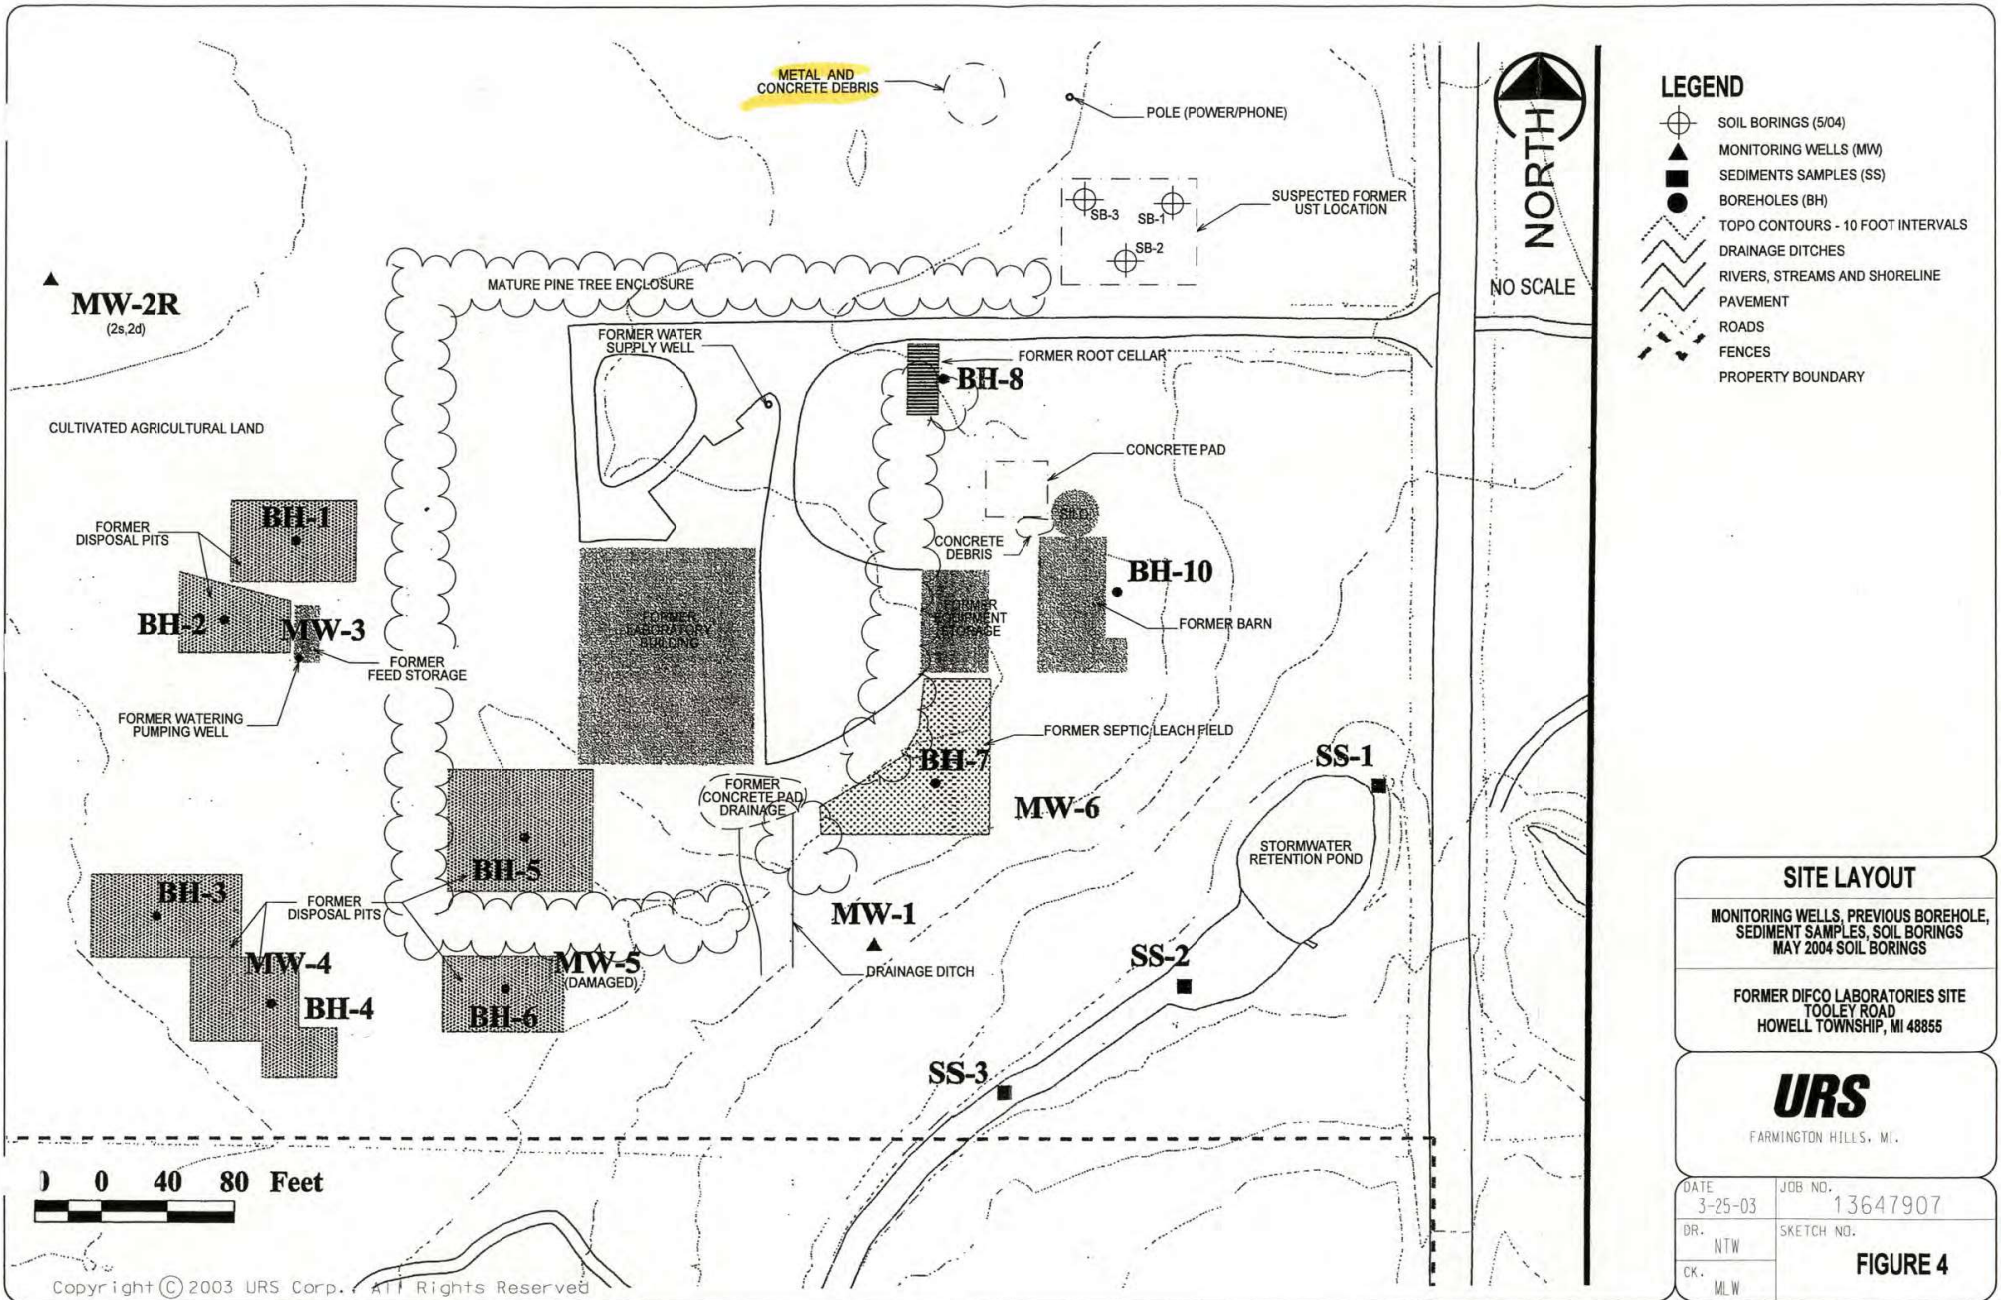 METAL AND
CONCRETE DEBRIS
POLE (POWER/PHONE)
SB-3
SB-1
SB-2
SUSPECTED FORMER
UST LOCATION
NORTH
NO SCALE
LEGEND
SOIL BORINGS (5/04)
MONITORING WELLS (MW)
SEDIMENTS SAMPLES (SS)
BOREHOLES (BH)
TOPO CONTOURS - 10 FOOT INTERVALS
DRAINAGE DITCHES
RIVERS, STREAMS AND SHORELINE
PAVEMENT
ROADS
FENCES
PROPERTY BOUNDARY
MW-2R
(2s,2d)
MATURE PINE TREE ENCLOSURE
FORMER WATER
SUPPLY WELL
FORMER ROOT CELLAR
BH-8
CULTIVATED AGRICULTURAL LAND
CONCRETE PAD
SILO
CONCRETE
DEBRIS
BH-1
FORMER
DISPOSAL PITS
BH-2
MW-3
FORMER
FEED STORAGE
FORMER WATERING
PUMPING WELL
FORMER
LABORATORY
BUILDING
FORMER
EQUIPMENT
STORAGE
BH-10
FORMER BARN
FORMER SEPTIC LEACH FIELD
BH-7
MW-6
SS-1
STORMWATER
RETENTION POND
FORMER
CONCRETE PAD
DRAINAGE
BH-5
BH-3
FORMER
DISPOSAL PITS
MW-4
BH-4
MW-5
(DAMAGED)
BH-6
MW-1
DRAINAGE DITCH
SS-2
SS-3
0 40 80 Feet
Copyright © 2003 URS Corp. All Rights Reserved
SITE LAYOUT
MONITORING WELLS, PREVIOUS BOREHOLE,
SEDIMENT SAMPLES, SOIL BORINGS
MAY 2004 SOIL BORINGS
FORMER DIFCO LABORATORIES SITE
TOOLEY ROAD
HOWELL TOWNSHIP, MI 48855
URS
FARMINGTON HILLS, MI.
DATE
3-25-03
JOB NO.
13647907
DR.
NTW
SKETCH NO.
FIGURE 4
CK.
MLW